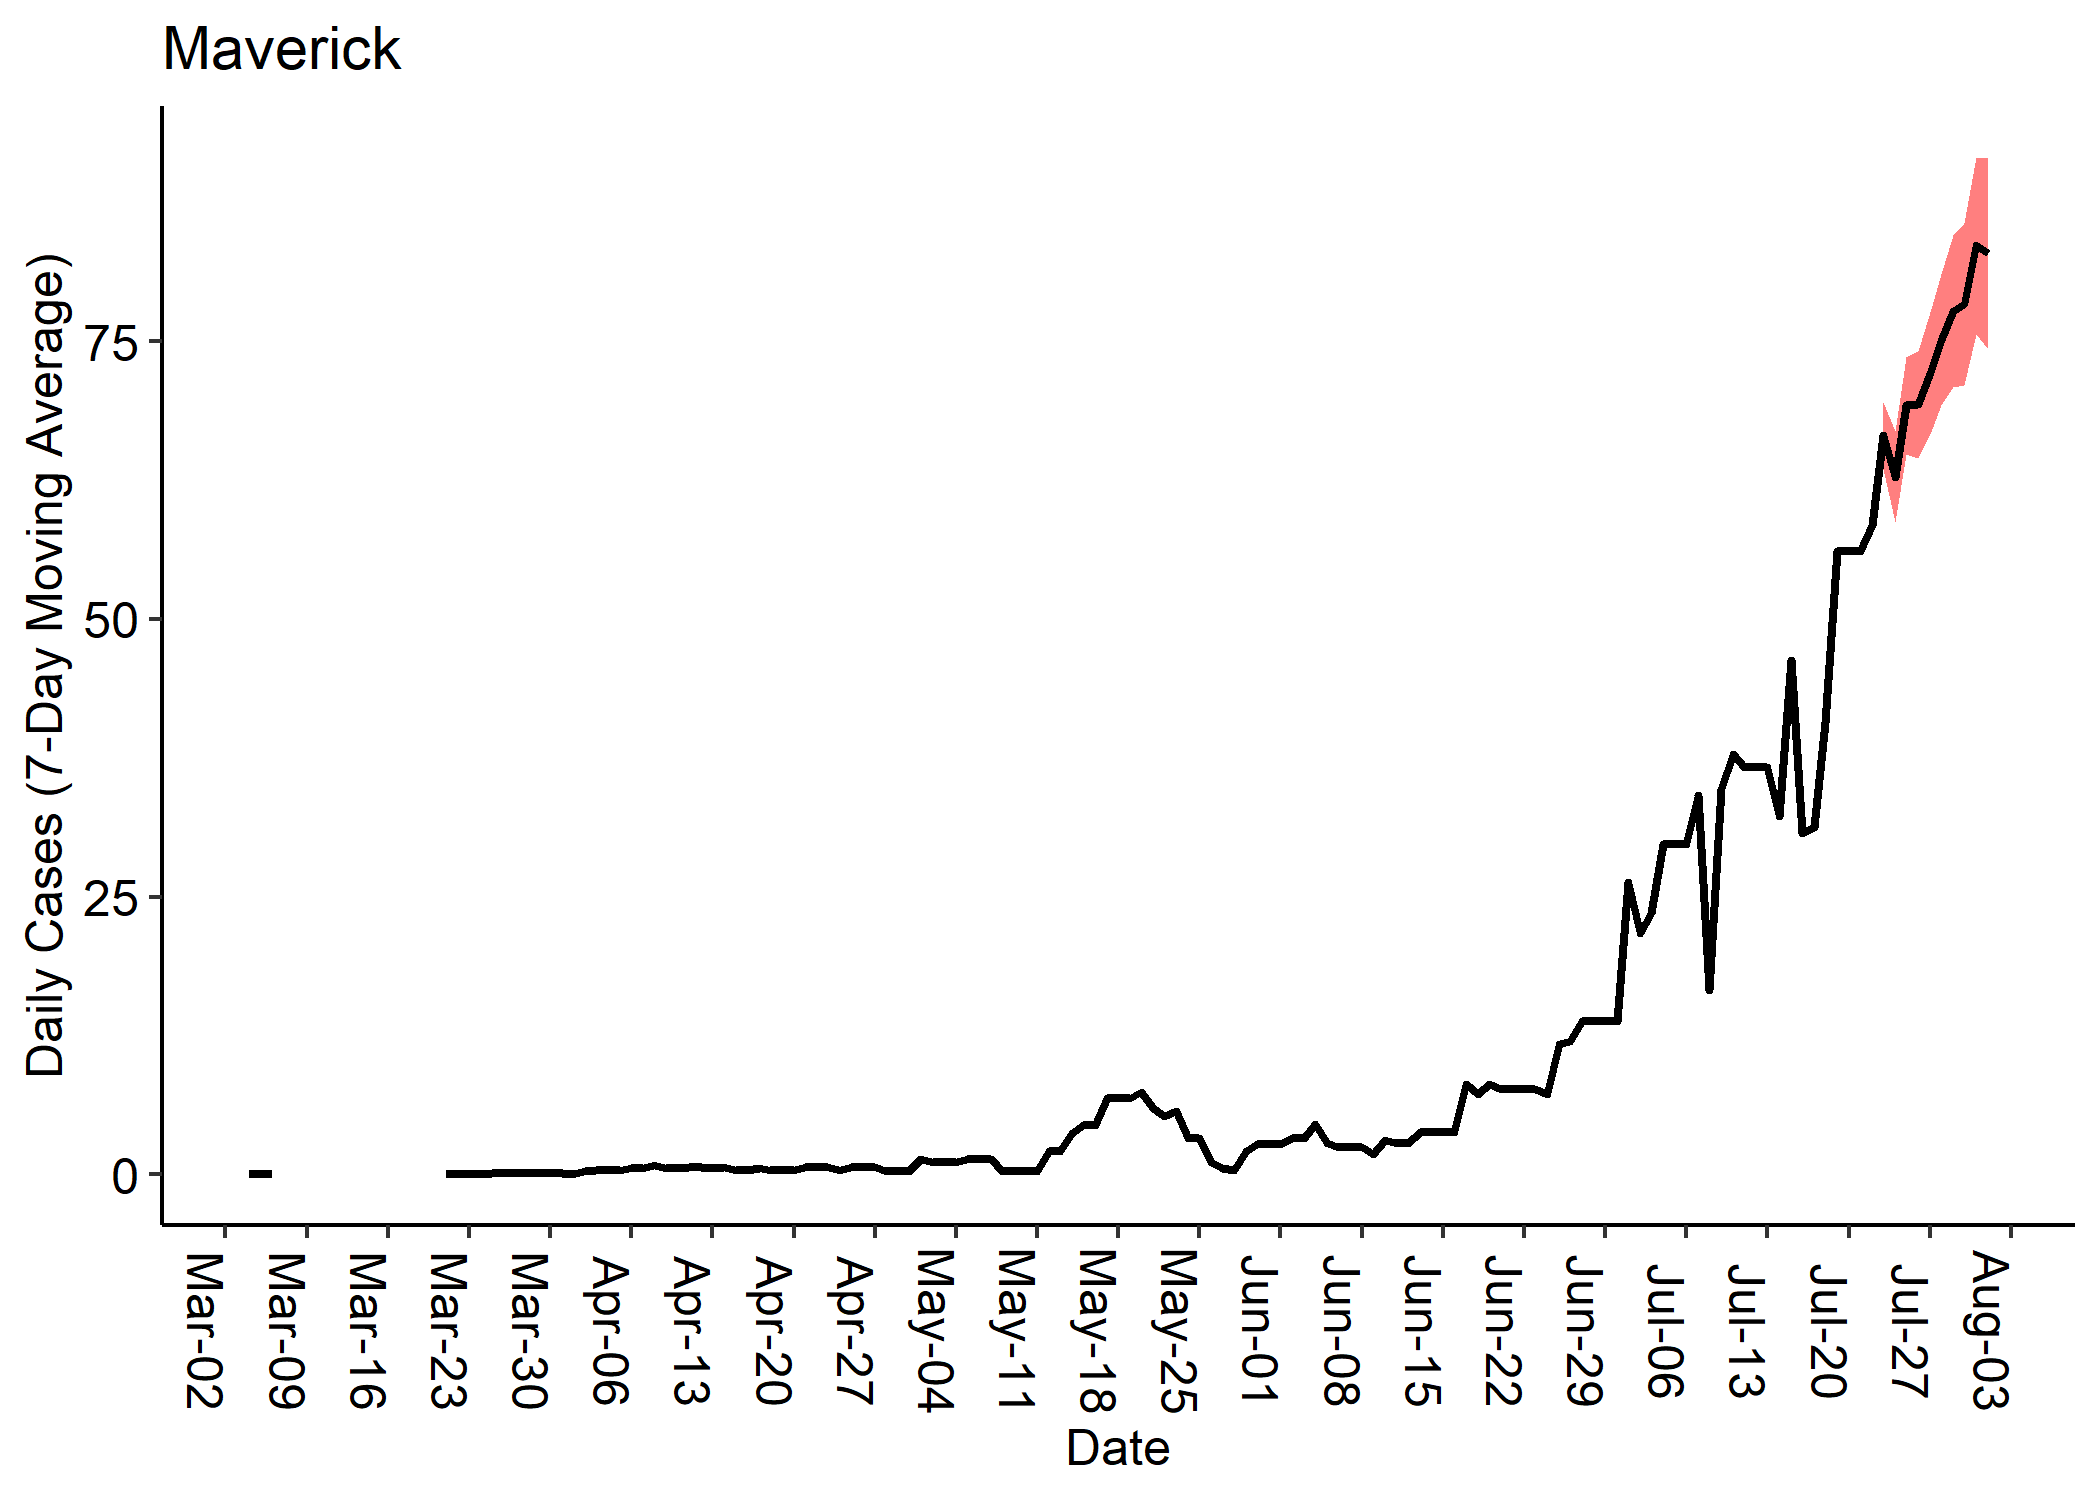 Maverick
Daily Cases (7-Day Moving Average)
75
50
25
0
Mar-02
Mar-09
Mar-16
Mar-23
Mar-30
Apr-06
Apr-13
Apr-20
Apr-27
May-04
May-11
May-18
May-25
Jun-01
Jun-08
Jun-15
Jun-22
Jun-29
Jul-06
Jul-13
Jul-20
Jul-27
Aug-03
Date